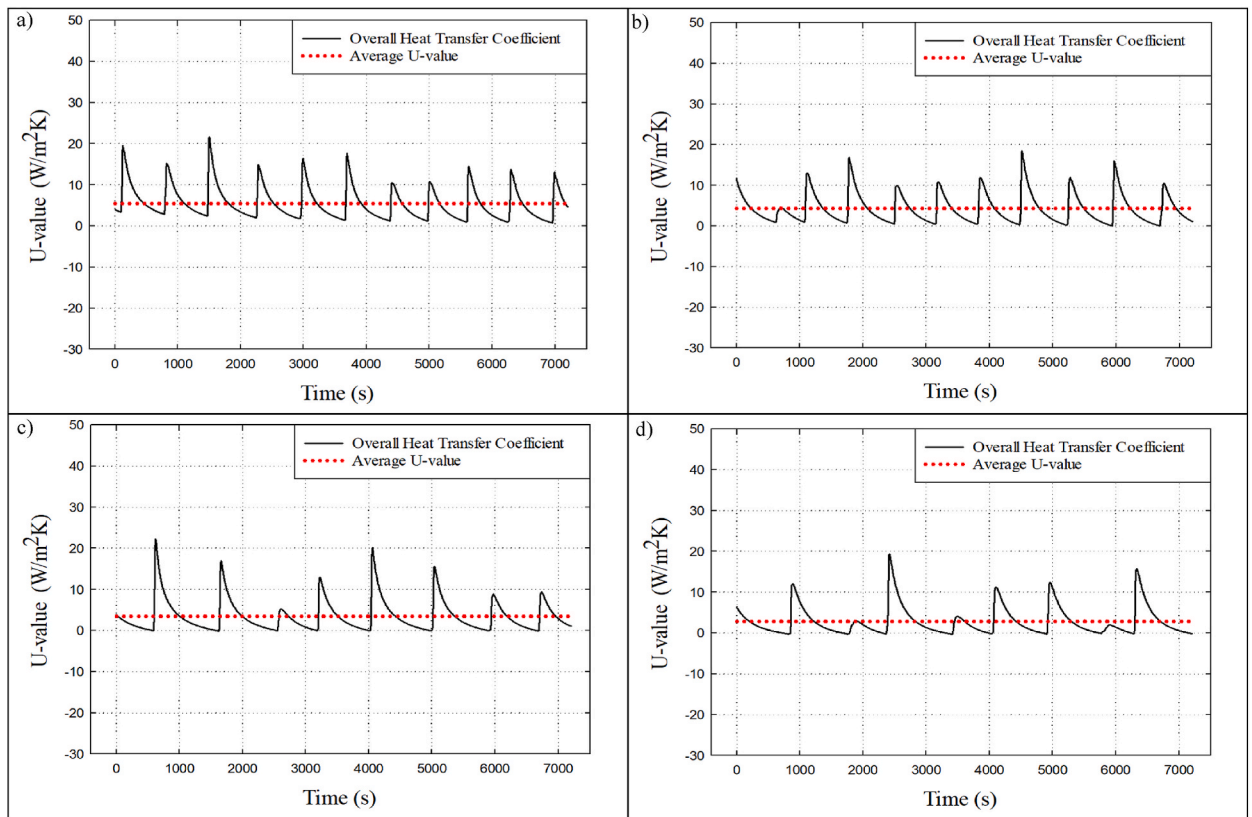 a)
50
40
30
20
10
0
-10
-20
-30
U-value (W/m²K)
Overall Heat Transfer Coefficient
Average U-value
0 1000 2000 3000 4000 5000 6000 7000
Time (s)
b)
50
40
30
20
10
0
-10
-20
-30
U-value (W/m²K)
Overall Heat Transfer Coefficient
Average U-value
0 1000 2000 3000 4000 5000 6000 7000
Time (s)
c)
50
40
30
20
10
0
-10
-20
-30
U-value (W/m²K)
Overall Heat Transfer Coefficient
Average U-value
0 1000 2000 3000 4000 5000 6000 7000
Time (s)
d)
50
40
30
20
10
0
-10
-20
-30
U-value (W/m²K)
Overall Heat Transfer Coefficient
Average U-value
0 1000 2000 3000 4000 5000 6000 7000
Time (s)